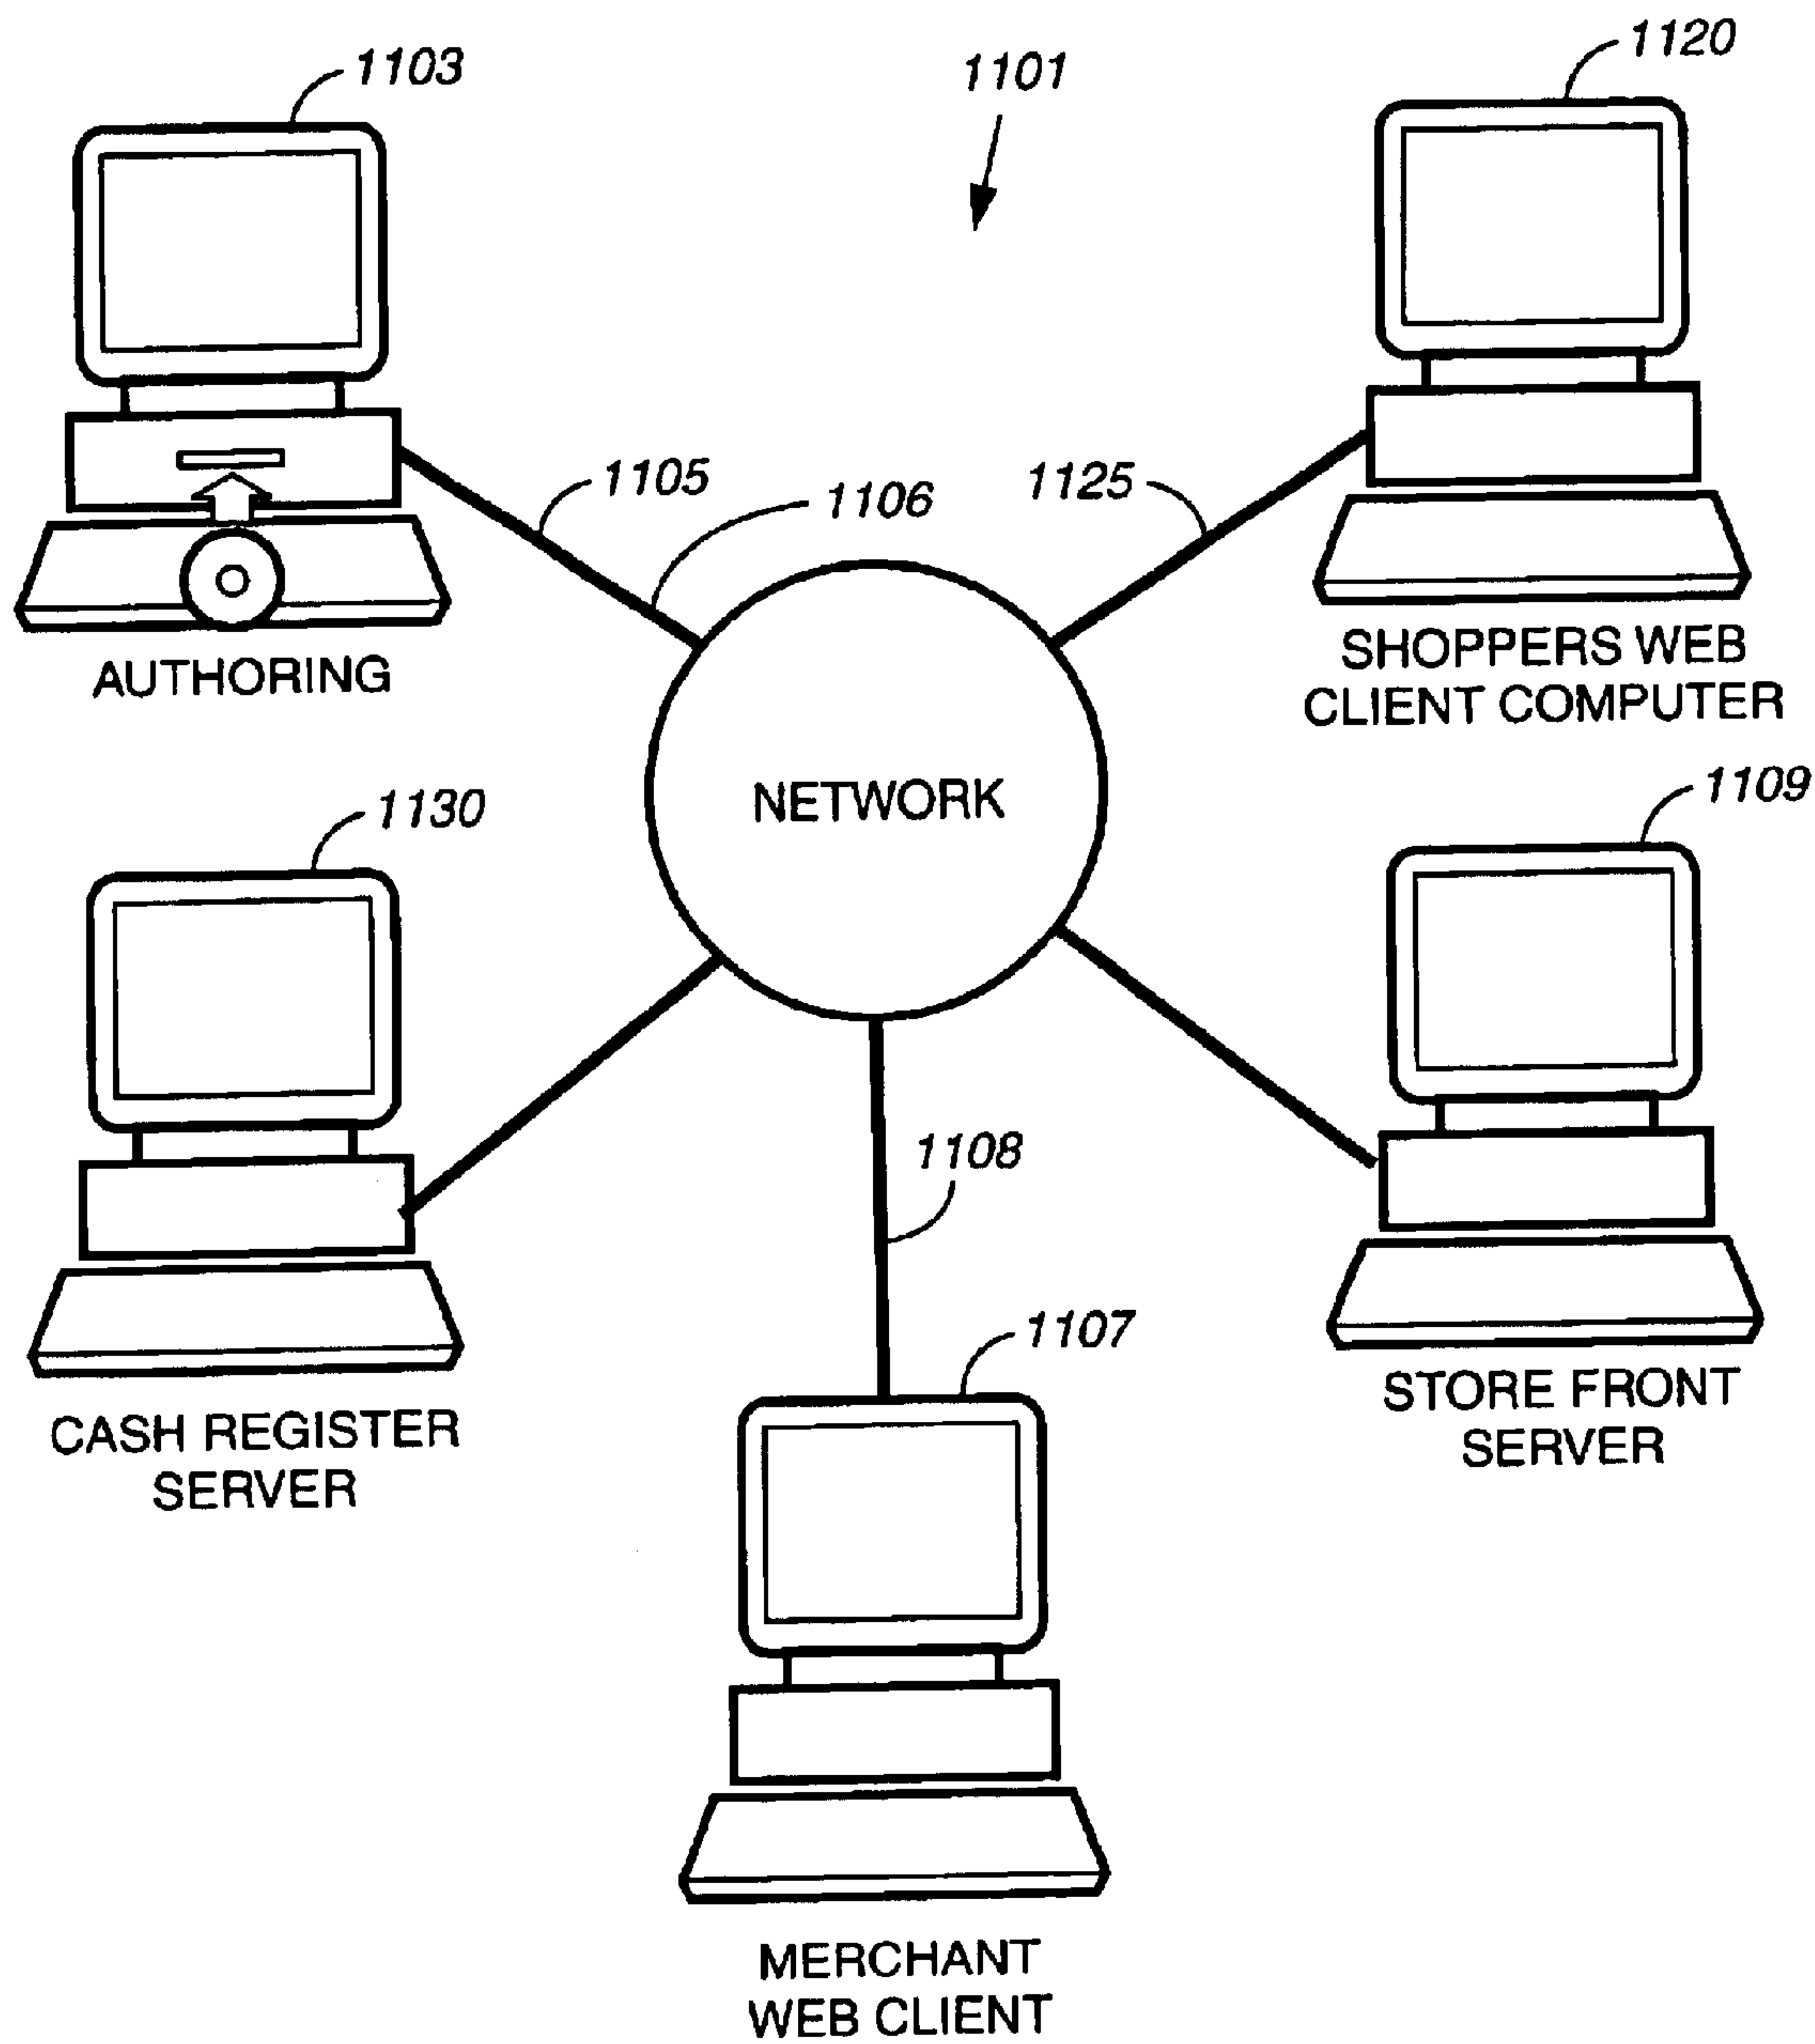 1103
1101
1120
1105
1106
1125
AUTHORING
SHOPPERS WEB
CLIENT COMPUTER
NETWORK
1130
1109
1108
1107
CASH REGISTER
SERVER
STORE FRONT
SERVER
MERCHANT
WEB CLIENT